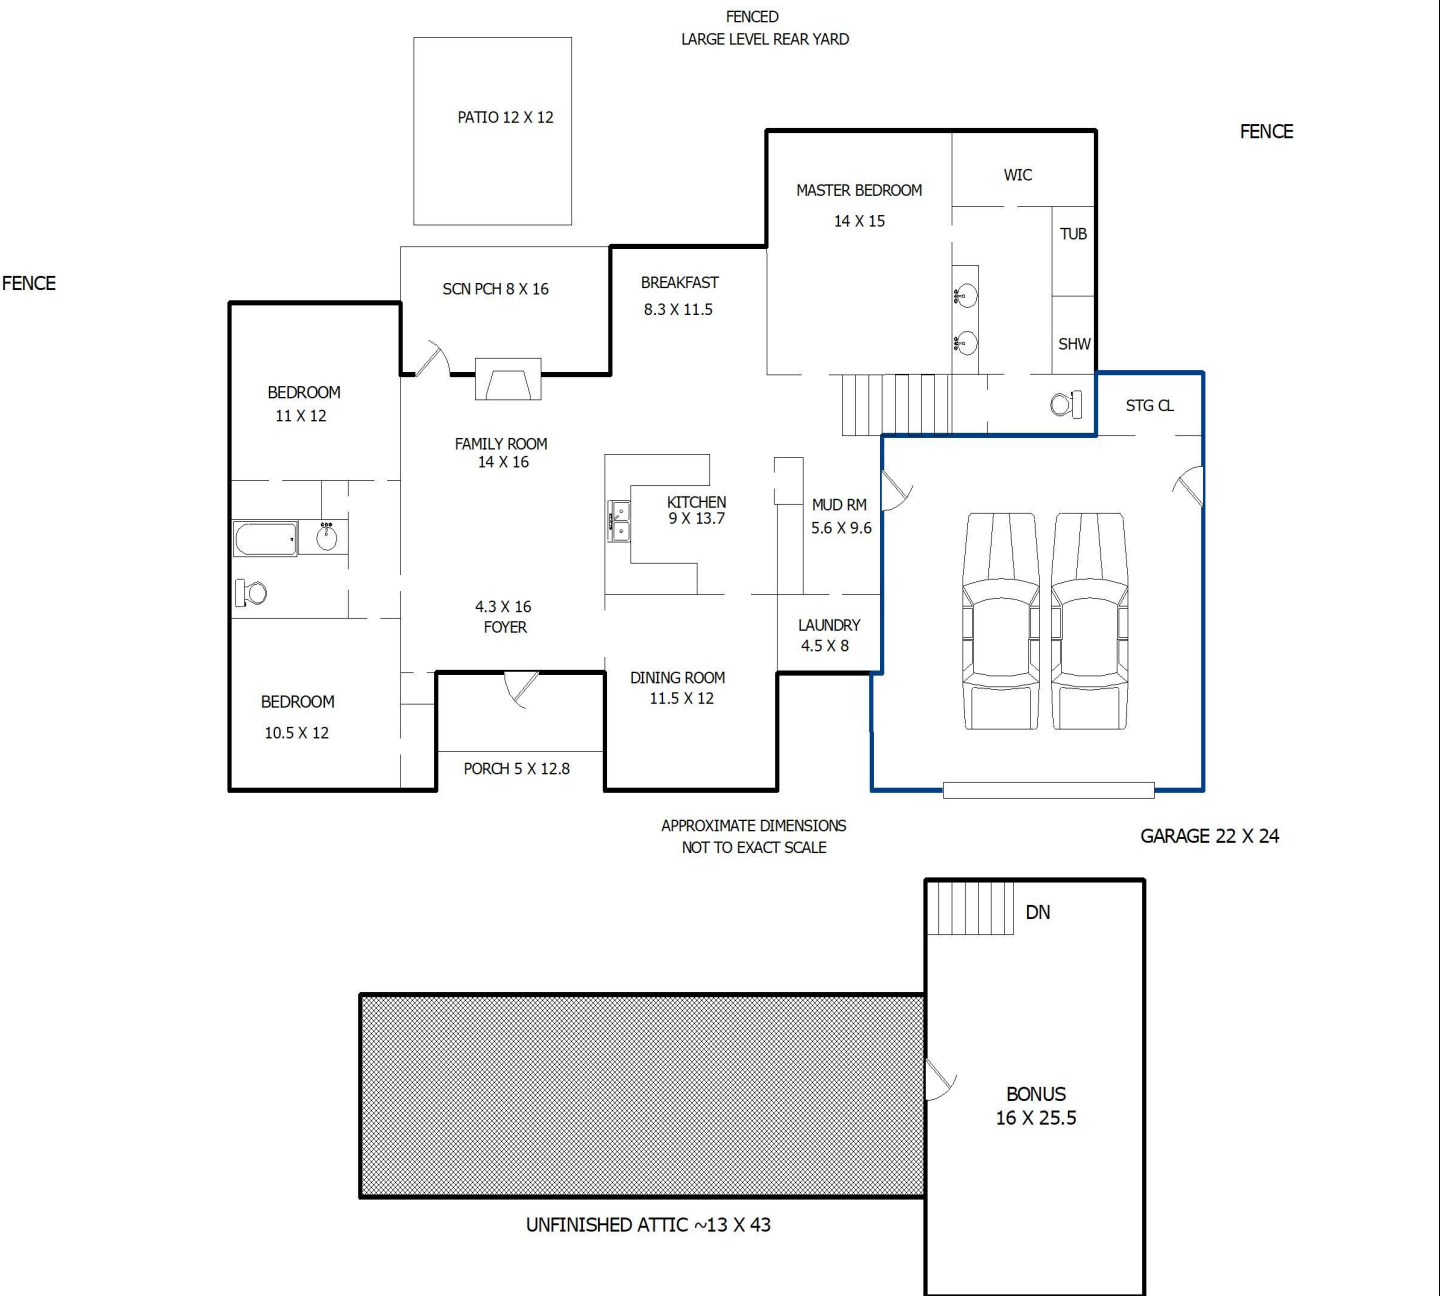 FENCED
LARGE LEVEL REAR YARD
PATIO 12 X 12
FENCE
MASTER BEDROOM
14 X 15
WIC
TUB
SHW
FENCE
SCN PCH 8 X 16
BREAKFAST
8.3 X 11.5
BEDROOM
11 X 12
STG CL
FAMILY ROOM
14 X 16
KITCHEN
9 X 13.7
MUD RM
5.6 X 9.6
4.3 X 16
FOYER
LAUNDRY
4.5 X 8
DINING ROOM
11.5 X 12
BEDROOM
10.5 X 12
PORCH 5 X 12.8
APPROXIMATE DIMENSIONS
NOT TO EXACT SCALE
GARAGE 22 X 24
DN
BONUS
16 X 25.5
UNFINISHED ATTIC ~13 X 43